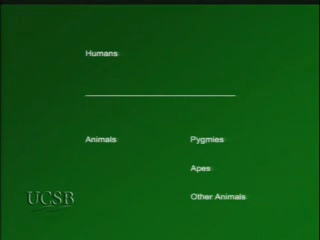 Humans
Animals Pygmies
Apes
Other Animals
UCSB